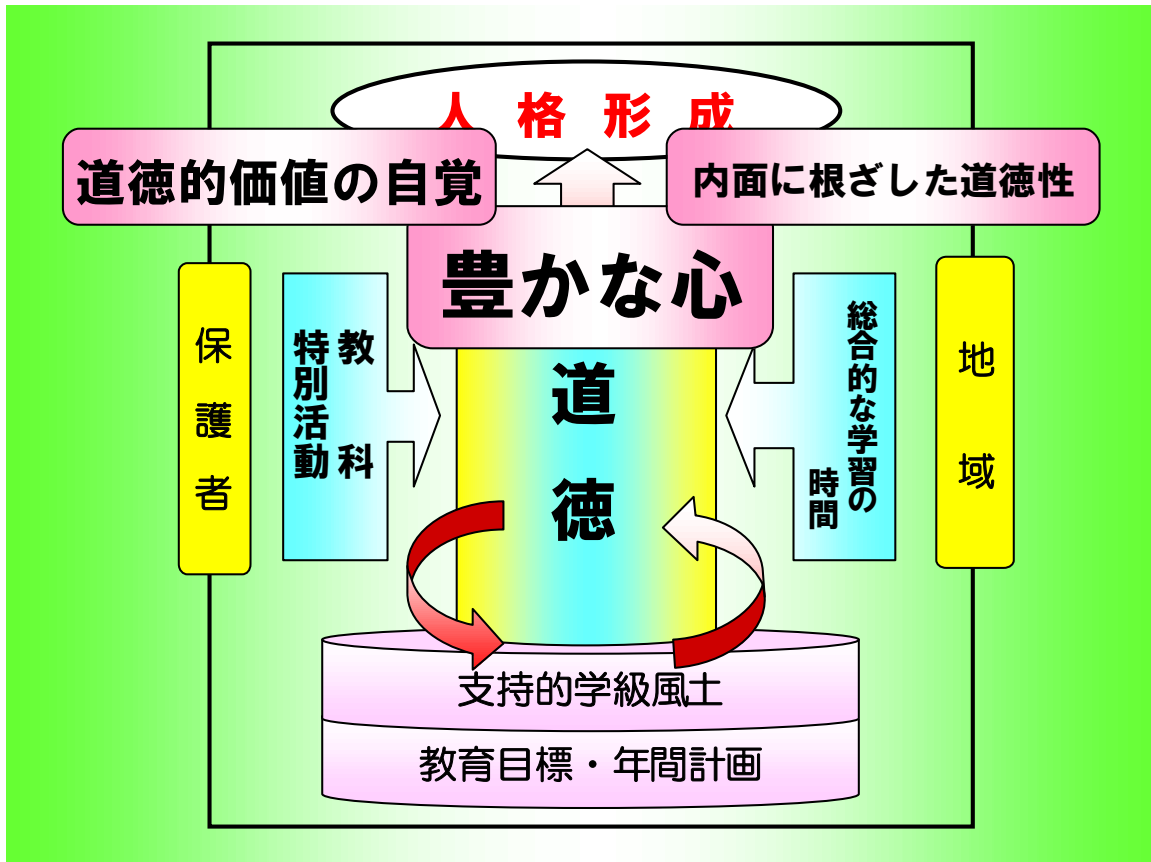 人格形成
道徳的価値の自覚
内面に根ざした道徳性
豊かな心
保護者
教科
特別活動
道徳
総合的な学習の
時間
地域
支持的学級風土
教育目標・年間計画